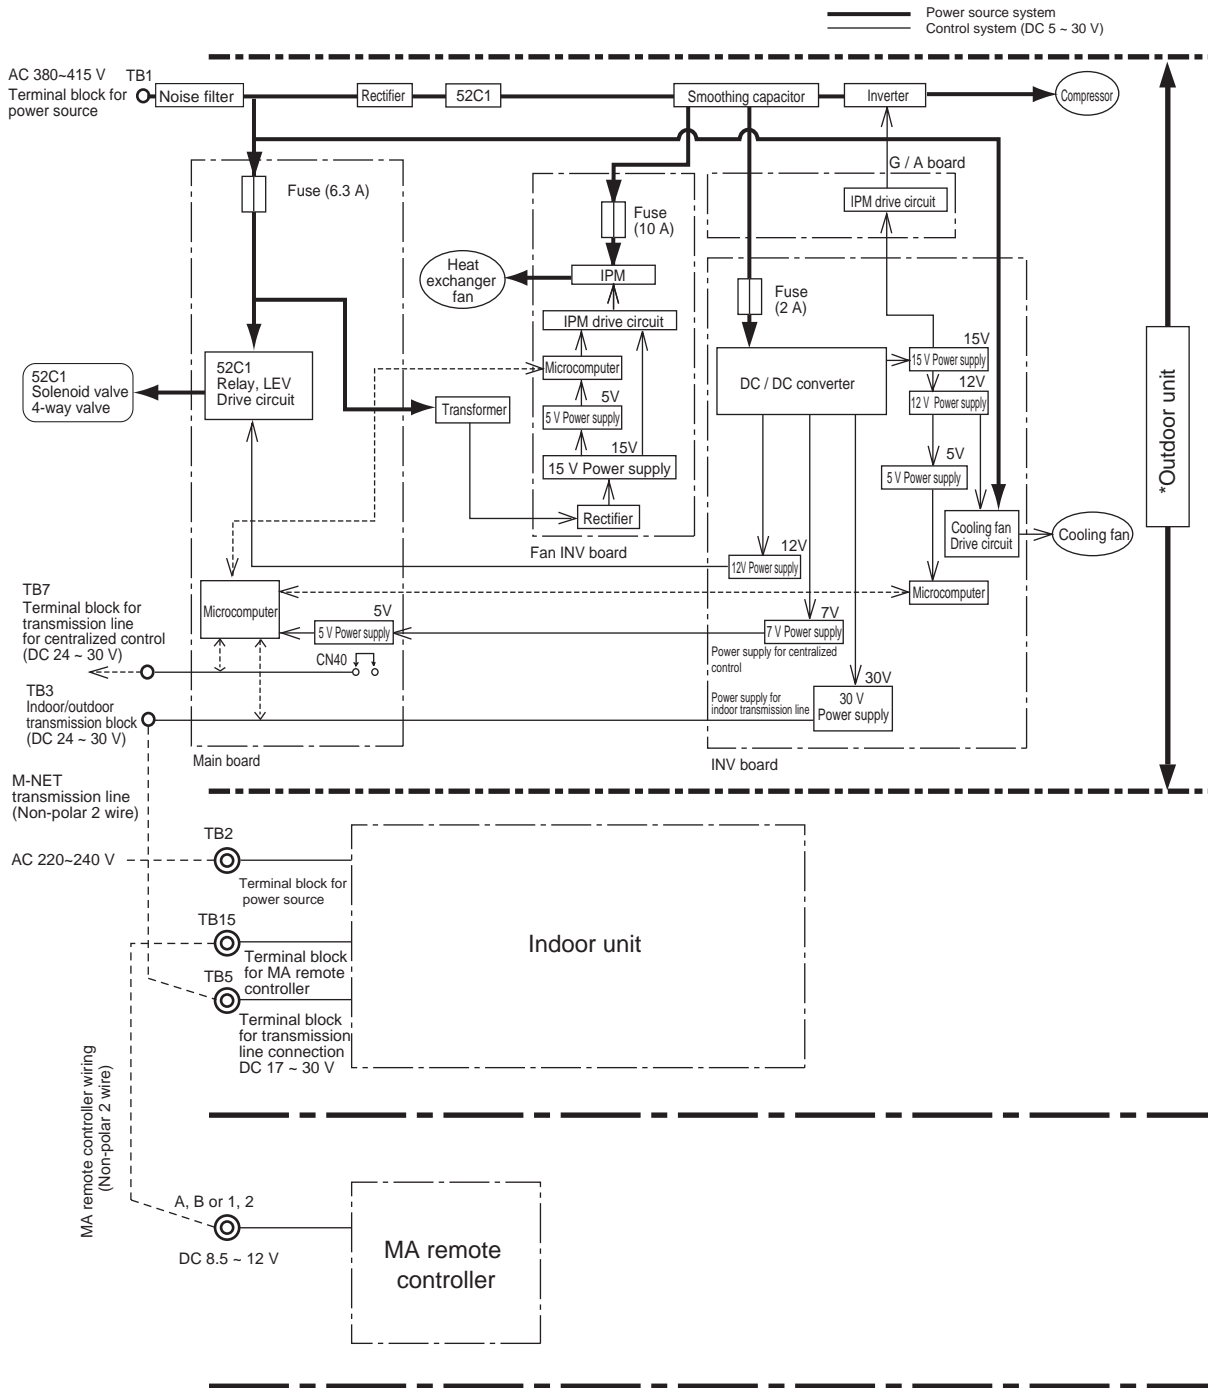 Power source system
Control system (DC 5 ~ 30 V)
AC 380~415 V
TB1
Terminal block for
power source
Noise filter
Rectifier
52C1
Smoothing capacitor
Inverter
Compressor
G / A board
IPM drive circuit
Fuse (6.3 A)
Fuse
(10 A)
Heat
exchanger
fan
IPM
Fuse
(2 A)
IPM drive circuit
52C1
Relay, LEV
Drive circuit
52C1
Solenoid valve
4-way valve
Microcomputer
DC / DC converter
15V
15 V Power supply
12V
12 V Power supply
Transformer
5V
5 V Power supply
15V
15 V Power supply
5V
5 V Power supply
Rectifier
Fan INV board
Cooling fan
Drive circuit
Cooling fan
*Outdoor unit
12V
12V Power supply
Microcomputer
TB7
Terminal block for
transmission line
for centralized control
(DC 24 ~ 30 V)
Microcomputer
5V
5 V Power supply
7V
7 V Power supply
Power supply for centralized
control
CN40
TB3
Indoor/outdoor
transmission block
(DC 24 ~ 30 V)
30V
30 V
Power supply
Power supply for
indoor transmission line
Main board
INV board
M-NET
transmission line
(Non-polar 2 wire)
TB2
AC 220~240 V
Terminal block for
power source
TB15
Terminal block
for MA remote
controller
TB5
Terminal block
for transmission
line connection
DC 17 ~ 30 V
Indoor unit
MA remote controller wiring
(Non-polar 2 wire)
A, B or 1, 2
DC 8.5 ~ 12 V
MA remote
controller